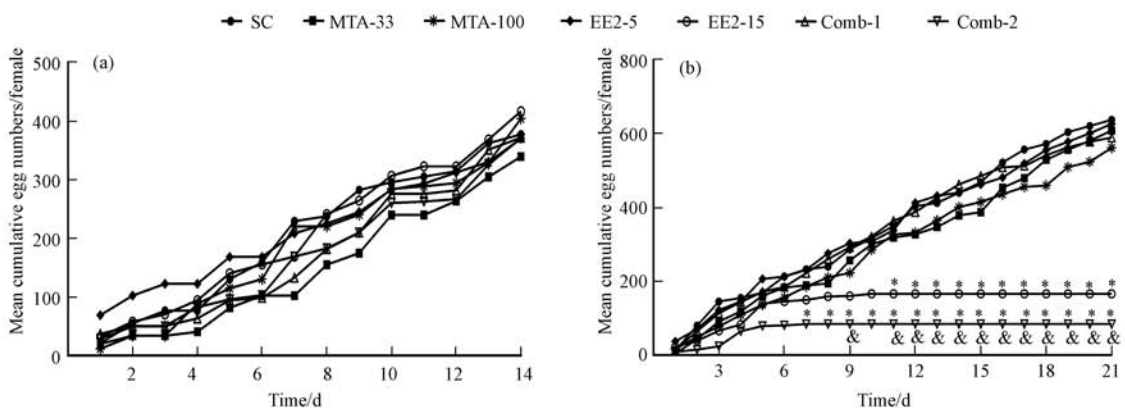 SC MTA-33 MTA-100 EE2-5 EE2-15 Comb-1 Comb-2
(a)
Mean cumulative egg numbers/female
500
400
300
200
100
0
2 4 6 8 10 12 14
Time/d
(b)
Mean cumulative egg numbers/female
800
600
400
200
0
* * * * * * * * * * *
* * * * * * * * * * * * * * *
& & & & & & & & & & & &
3 6 9 12 15 18 21
Time/d